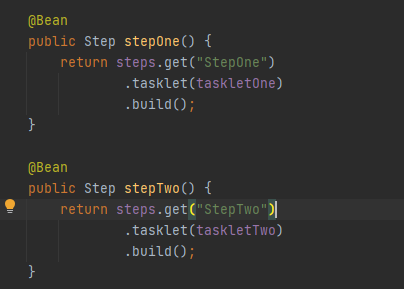 @Bean
public Step stepOne() {
    return steps.get("StepOne")
            .tasklet(taskletOne)
            .build();
}
@Bean
public Step stepTwo() {
    return steps.get("StepTwo")
            .tasklet(taskletTwo)
            .build();
}